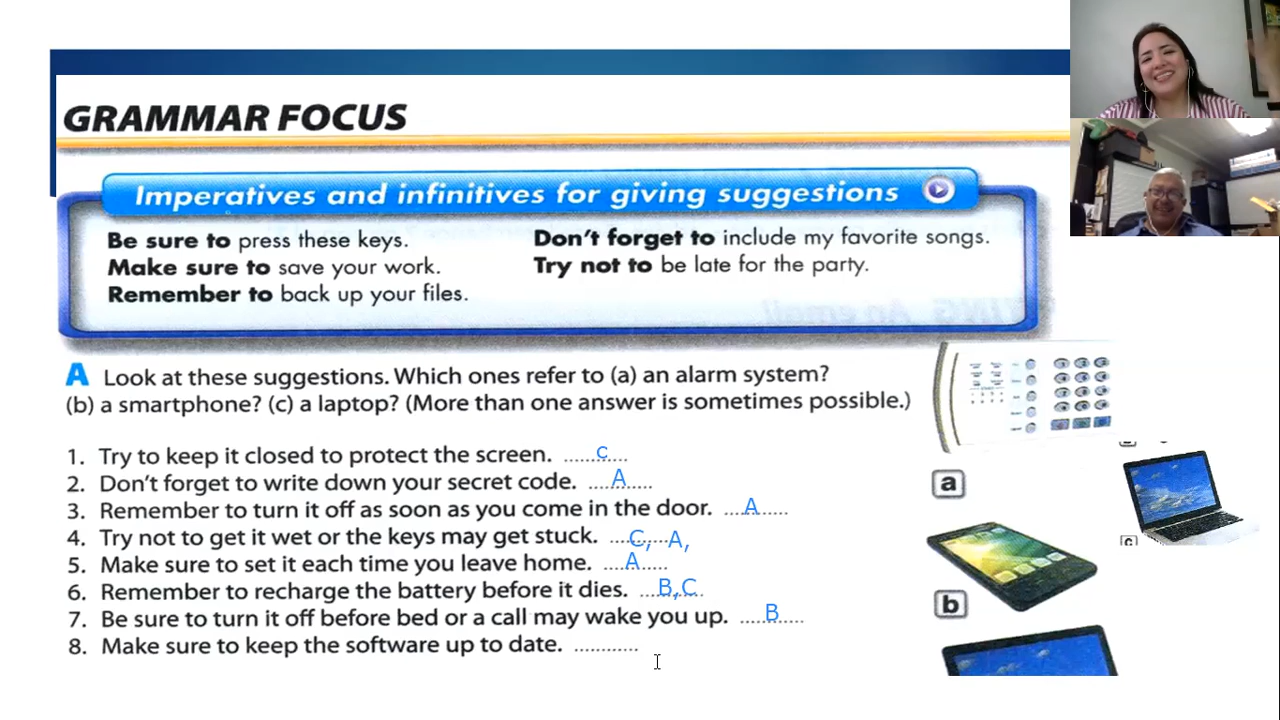 GRAMMAR FOCUS
Imperatives and infinitives for giving suggestions
Be sure to press these keys.
Make sure to save your work.
Remember to back up your files.
Don't forget to include my favorite songs.
Try not to be late for the party.
A Look at these suggestions. Which ones refer to (a) an alarm system?
(b) a smartphone? (c) a laptop? (More than one answer is sometimes possible.)
1. Try to keep it closed to protect the screen. ......c....
2. Don't forget to write down your secret code. .....A.....
3. Remember to turn it off as soon as you come in the door. ....A.....
4. Try not to get it wet or the keys may get stuck. ....C,...A,
5. Make sure to set it each time you leave home. ....A.....
6. Remember to recharge the battery before it dies. ....B,C..
7. Be sure to turn it off before bed or a call may wake you up. .....B.....
8. Make sure to keep the software up to date. ............
a
c
b